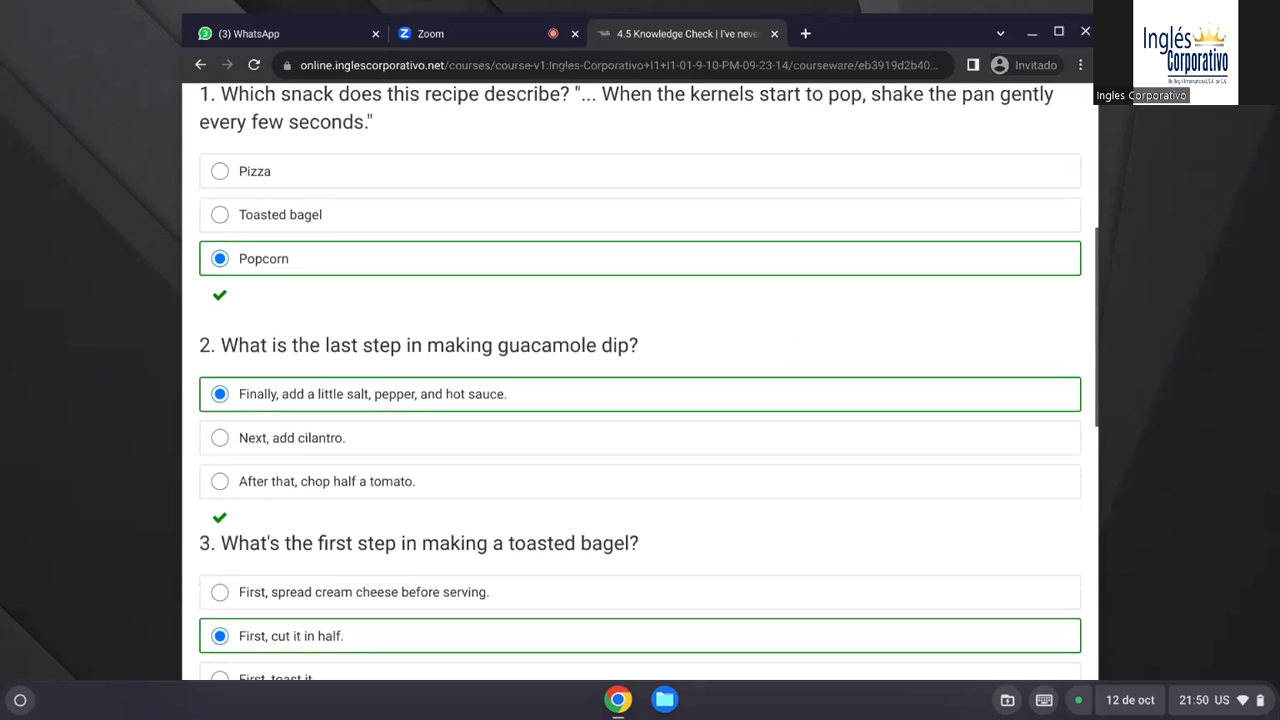 (3) WhatsApp
Zoom
4.5 Knowledge Check | I've neve
online.inglescorporativo.net/courses/course-v1:Ingles-Corporativo+I1+I1-01-9-10-PM-09-23-14/courseware/eb3919d2b40...
Invitado
Inglés
Corporativo
Ingles Corporativo
1. Which snack does this recipe describe? "... When the kernels start to pop, shake the pan gently
every few seconds."
Pizza
Toasted bagel
Popcorn
2. What is the last step in making guacamole dip?
Finally, add a little salt, pepper, and hot sauce.
Next, add cilantro.
After that, chop half a tomato.
3. What's the first step in making a toasted bagel?
First, spread cream cheese before serving.
First, cut it in half.
First, toast it.
12 de oct
21:50 US